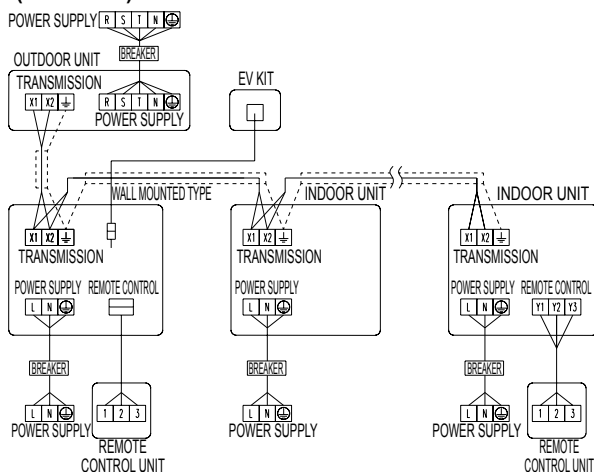 POWER SUPPLY R S T N
BREAKER
OUTDOOR UNIT
TRANSMISSION
X1 X2
R S T N
POWER SUPPLY
EV KIT
WALL MOUNTED TYPE
INDOOR UNIT
INDOOR UNIT
X1 X2
TRANSMISSION
X1 X2
TRANSMISSION
X1 X2
TRANSMISSION
POWER SUPPLY REMOTE CONTROL
L N
POWER SUPPLY
L N
POWER SUPPLY REMOTE CONTROL
L N
Y1 Y2 Y3
BREAKER
BREAKER
BREAKER
L N
POWER SUPPLY
1 2 3
REMOTE
CONTROL UNIT
L N
POWER SUPPLY
L N
POWER SUPPLY
1 2 3
REMOTE
CONTROL UNIT